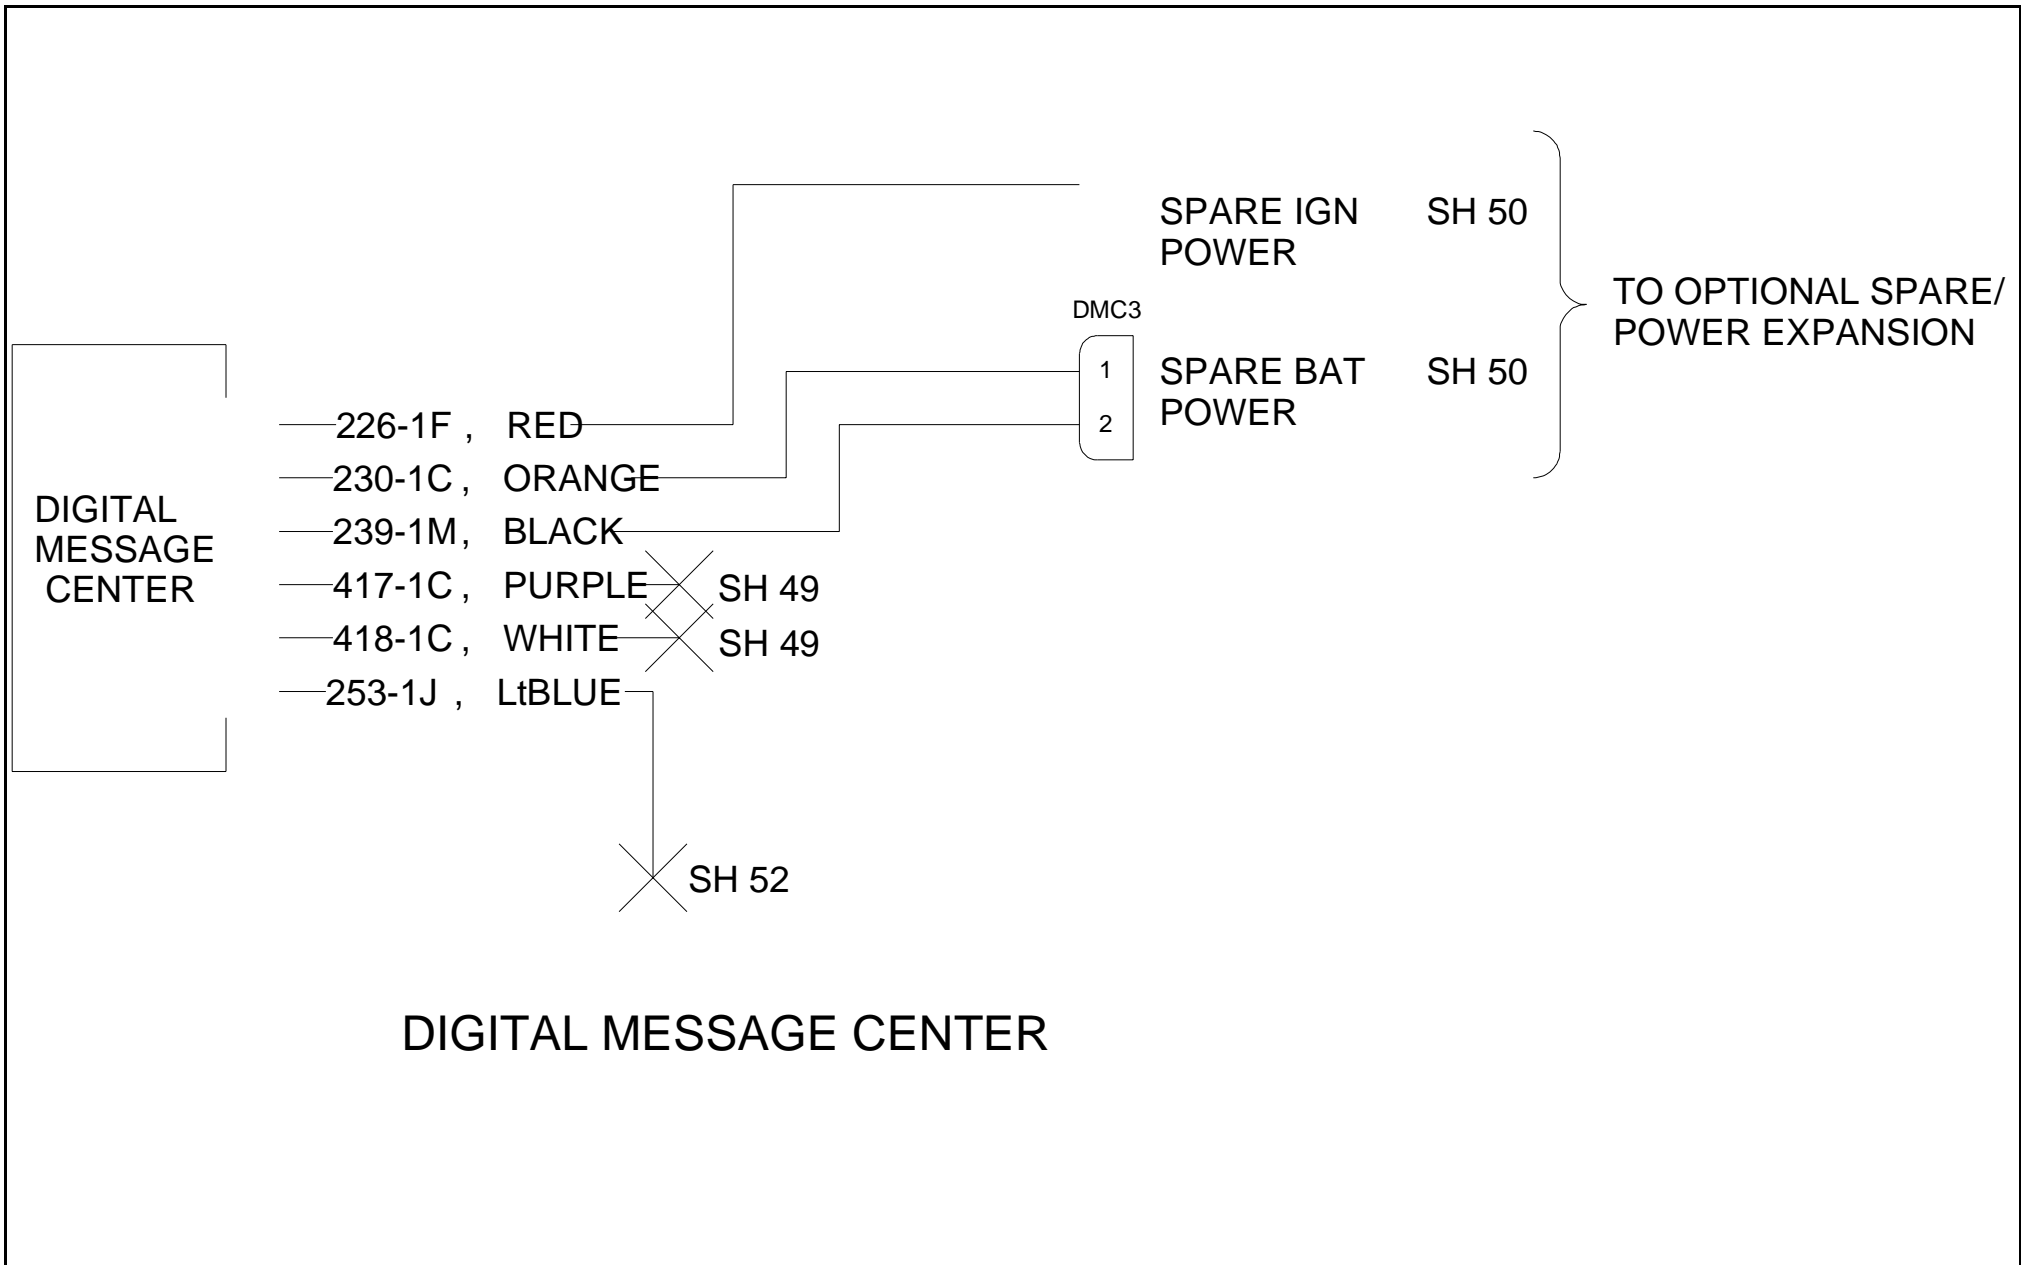 SPARE IGN SH 50
POWER
TO OPTIONAL SPARE/
POWER EXPANSION
DMC3
1 SPARE BAT SH 50
POWER
2
226-1F , RED
230-1C , ORANGE
239-1M , BLACK
417-1C , PURPLE SH 49
418-1C , WHITE SH 49
253-1J , LtBLUE
DIGITAL
MESSAGE
CENTER
SH 52
DIGITAL MESSAGE CENTER